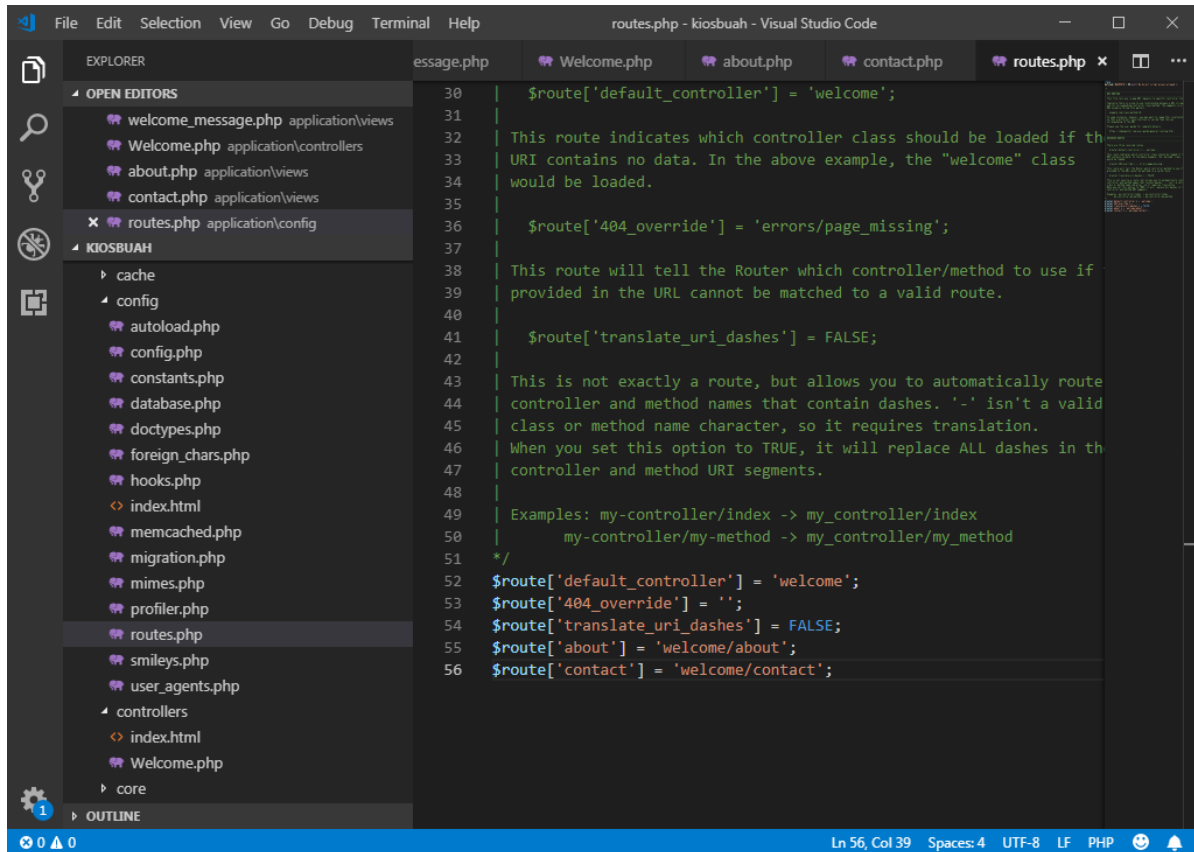 File Edit Selection View Go Debug Terminal Help
routes.php - kiosbuah - Visual Studio Code
EXPLORER
OPEN EDITORS
welcome_message.php application\views
Welcome.php application\controllers
about.php application\views
contact.php application\views
routes.php application\config
KIOSBUAH
cache
config
autoload.php
config.php
constants.php
database.php
doctypes.php
foreign_chars.php
hooks.php
index.html
memcached.php
migration.php
mimes.php
profiler.php
routes.php
smileys.php
user_agents.php
controllers
index.html
Welcome.php
core
OUTLINE
1
essage.php Welcome.php about.php contact.php routes.php
30 | $route['default_controller'] = 'welcome';
31 |
32 | This route indicates which controller class should be loaded if th
33 | URI contains no data. In the above example, the "welcome" class
34 | would be loaded.
35 |
36 | $route['404_override'] = 'errors/page_missing';
37 |
38 | This route will tell the Router which controller/method to use if
39 | provided in the URL cannot be matched to a valid route.
40 |
41 | $route['translate_uri_dashes'] = FALSE;
42 |
43 | This is not exactly a route, but allows you to automatically route
44 | controller and method names that contain dashes. '-' isn't a valid
45 | class or method name character, so it requires translation.
46 | When you set this option to TRUE, it will replace ALL dashes in the
47 | controller and method URI segments.
48 |
49 | Examples: my-controller/index -> my_controller/index
50 | my-controller/my-method -> my_controller/my_method
51 */
52 $route['default_controller'] = 'welcome';
53 $route['404_override'] = '';
54 $route['translate_uri_dashes'] = FALSE;
55 $route['about'] = 'welcome/about';
56 $route['contact'] = 'welcome/contact';
0 0
Ln 56, Col 39 Spaces: 4 UTF-8 LF PHP